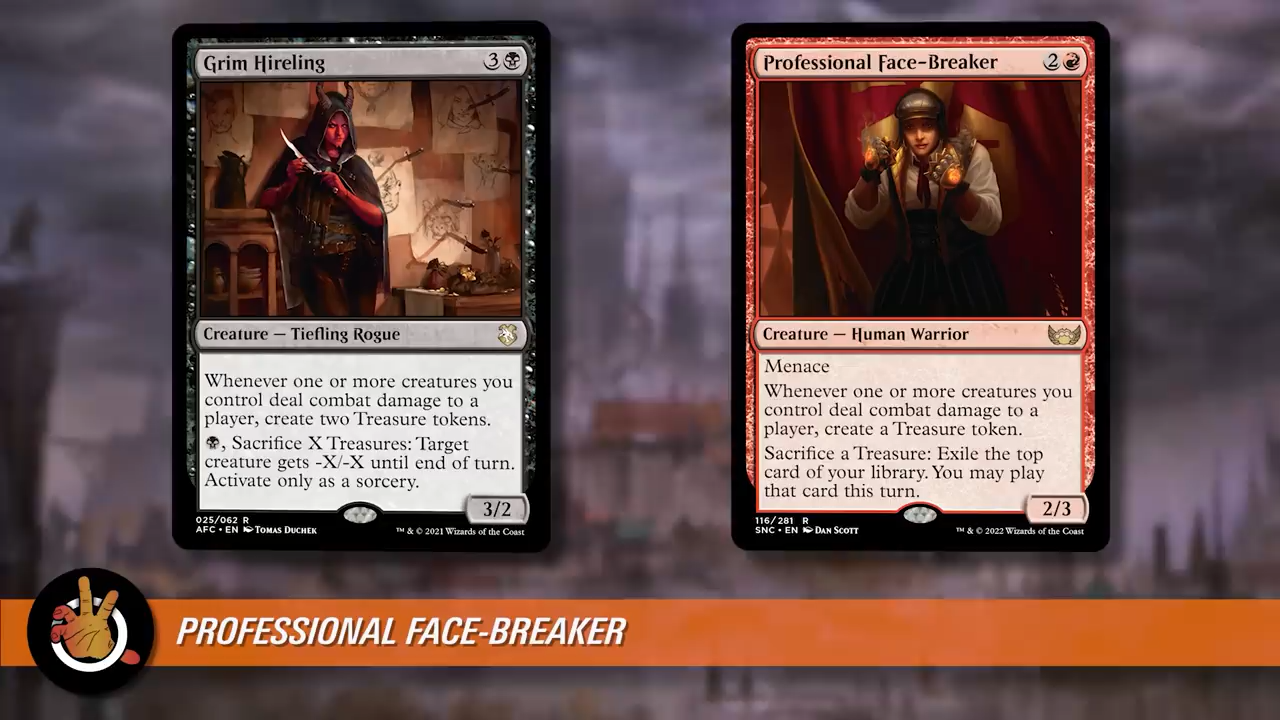 Grim Hireling 3
Creature — Tiefling Rogue
Whenever one or more creatures you
control deal combat damage to a
player, create two Treasure tokens.
, Sacrifice X Treasures: Target
creature gets -X/-X until end of turn.
Activate only as a sorcery.
3/2
025/062 R
AFC • EN Tomas Duchek
™ & © 2021 Wizards of the Coast
Professional Face-Breaker 2
Creature — Human Warrior
Menace
Whenever one or more creatures you
control deal combat damage to a
player, create a Treasure token.
Sacrifice a Treasure: Exile the top
card of your library. You may play
that card this turn.
2/3
116/281 R
SNC • EN Dan Scott
™ & © 2022 Wizards of the Coast
PROFESSIONAL FACE-BREAKER